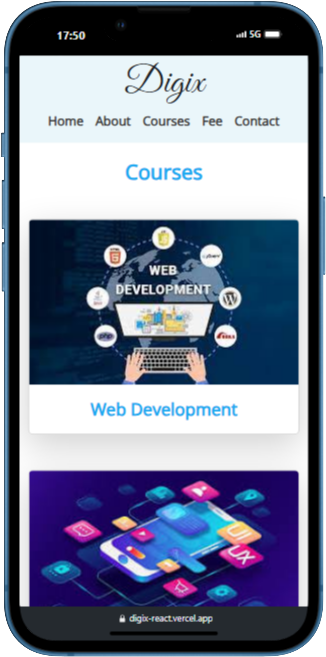 17:50 5G
Digix
Home About Courses Fee Contact
Courses
WEB
DEVELOPMENT
php
Web Development
UI
UX
digix-react.vercel.app